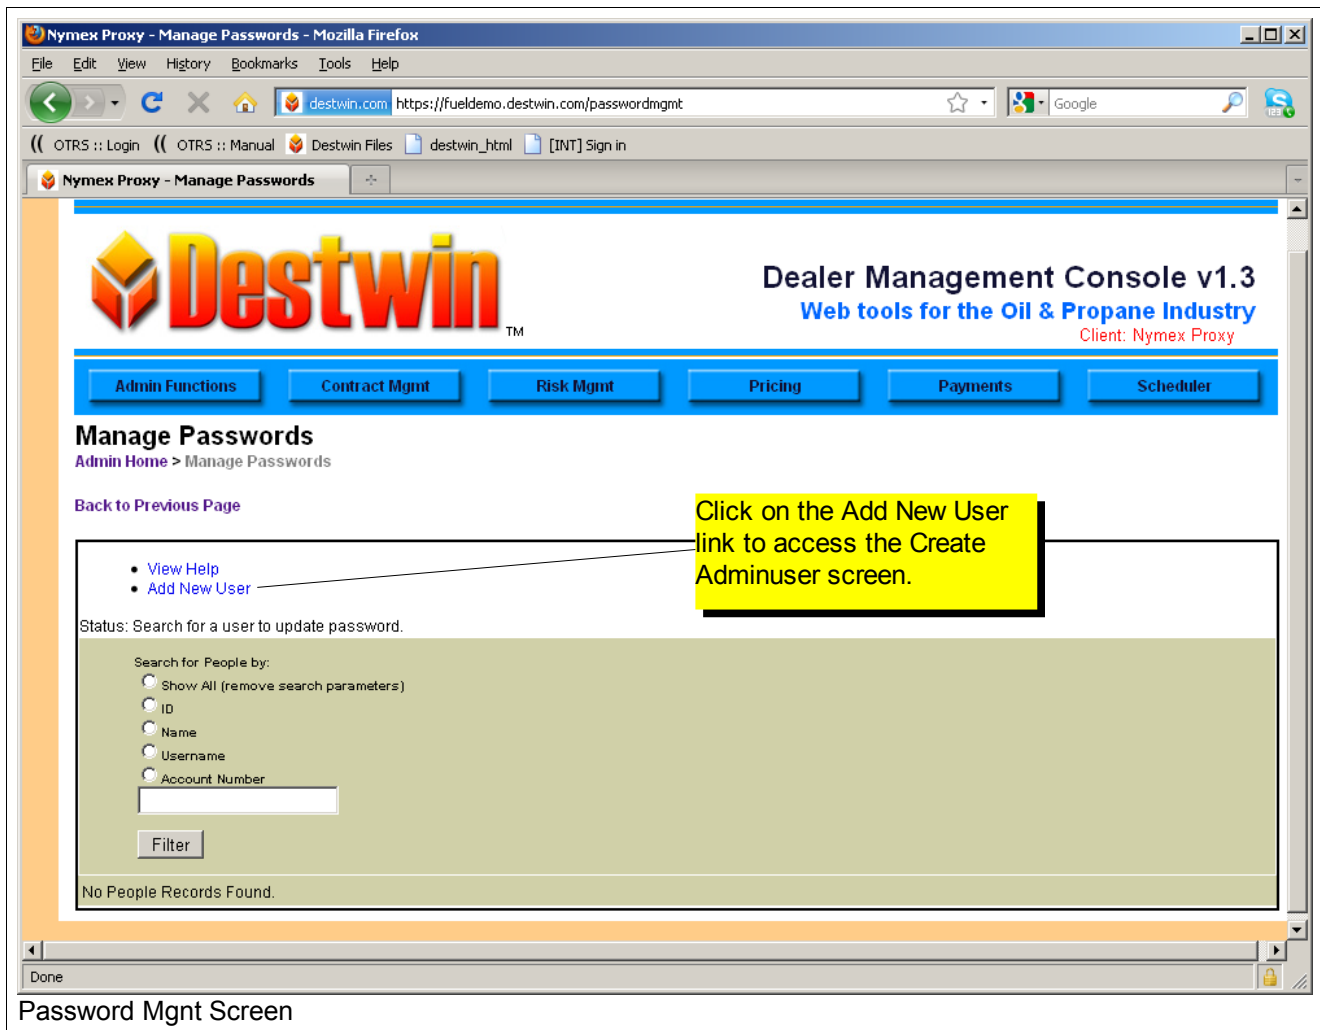 Nymex Proxy - Manage Passwords - Mozilla Firefox
File Edit View History Bookmarks Tools Help
destwin.com https://fueldemo.destwin.com/passwordmgmt Google
OTRS :: Login OTRS :: Manual Destwin Files destwin_html [INT] Sign in
Nymex Proxy - Manage Passwords
Destwin TM
Dealer Management Console v1.3
Web tools for the Oil & Propane Industry
Client: Nymex Proxy
Admin Functions Contract Mgmt Risk Mgmt Pricing Payments Scheduler
Manage Passwords
Admin Home > Manage Passwords
Back to Previous Page
Click on the Add New User
link to access the Create
Adminuser screen.
• View Help
• Add New User
Status: Search for a user to update password.
Search for People by:
Show All (remove search parameters)
ID
Name
Username
Account Number
Filter
No People Records Found.
Done
Password Mgnt Screen